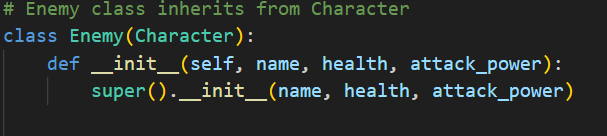 # Enemy class inherits from Character
class Enemy(Character):
    def __init__(self, name, health, attack_power):
        super().__init__(name, health, attack_power)